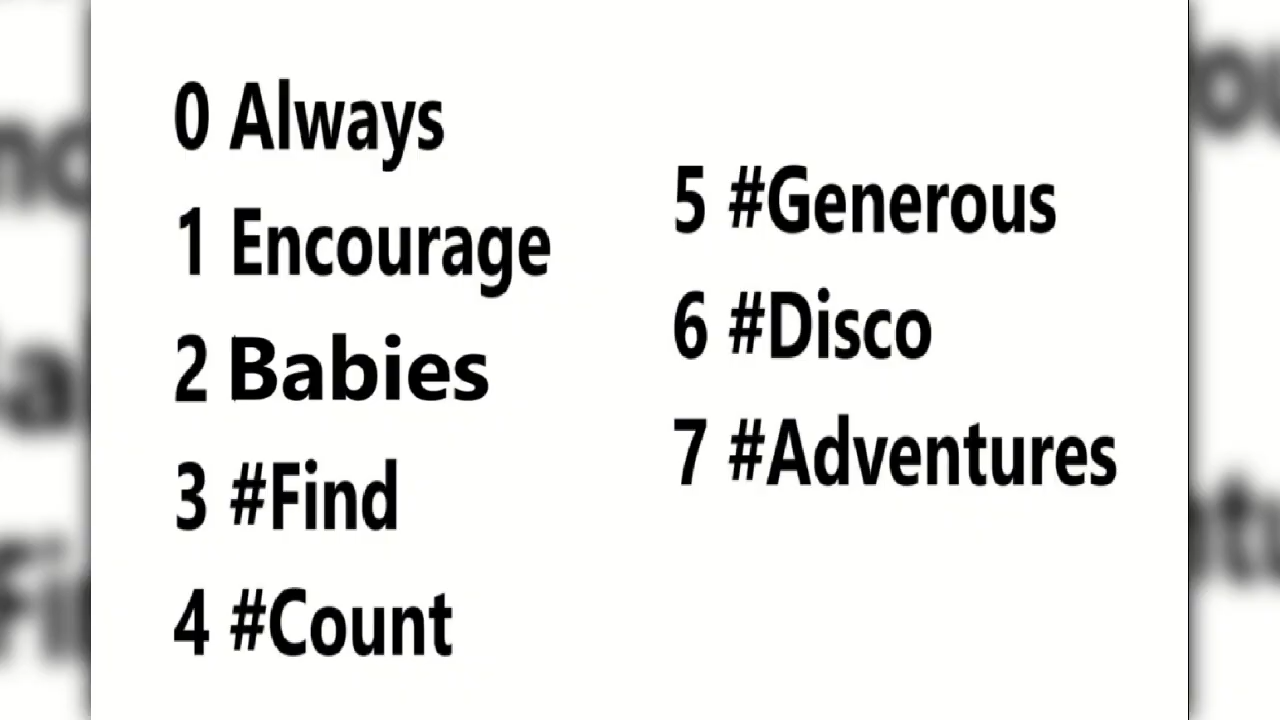 0 Always
1 Encourage
2 Babies
3 #Find
4 #Count
5 #Generous
6 #Disco
7 #Adventures